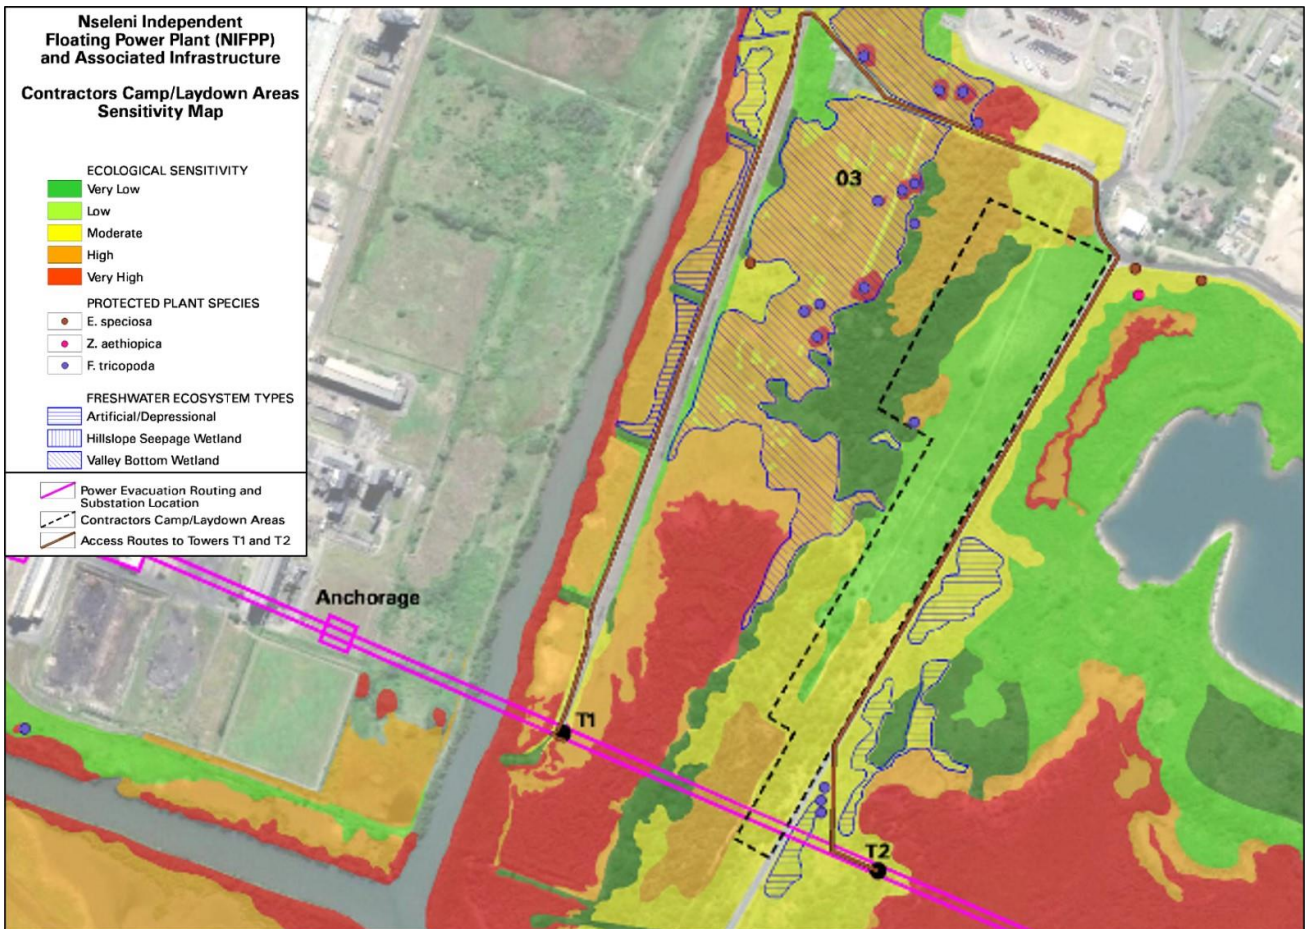 Nseleni Independent
Floating Power Plant (NIFPP)
and Associated Infrastructure
Contractors Camp/Laydown Areas
Sensitivity Map
ECOLOGICAL SENSITIVITY
Very Low
Low
Moderate
High
Very High
PROTECTED PLANT SPECIES
E. speciosa
Z. aethiopica
F. tricopoda
FRESHWATER ECOSYSTEM TYPES
Artificial/Depressional
Hillslope Seepage Wetland
Valley Bottom Wetland
Power Evacuation Routing and
Substation Location
Contractors Camp/Laydown Areas
Access Routes to Towers T1 and T2
03
Anchorage
T1
T2